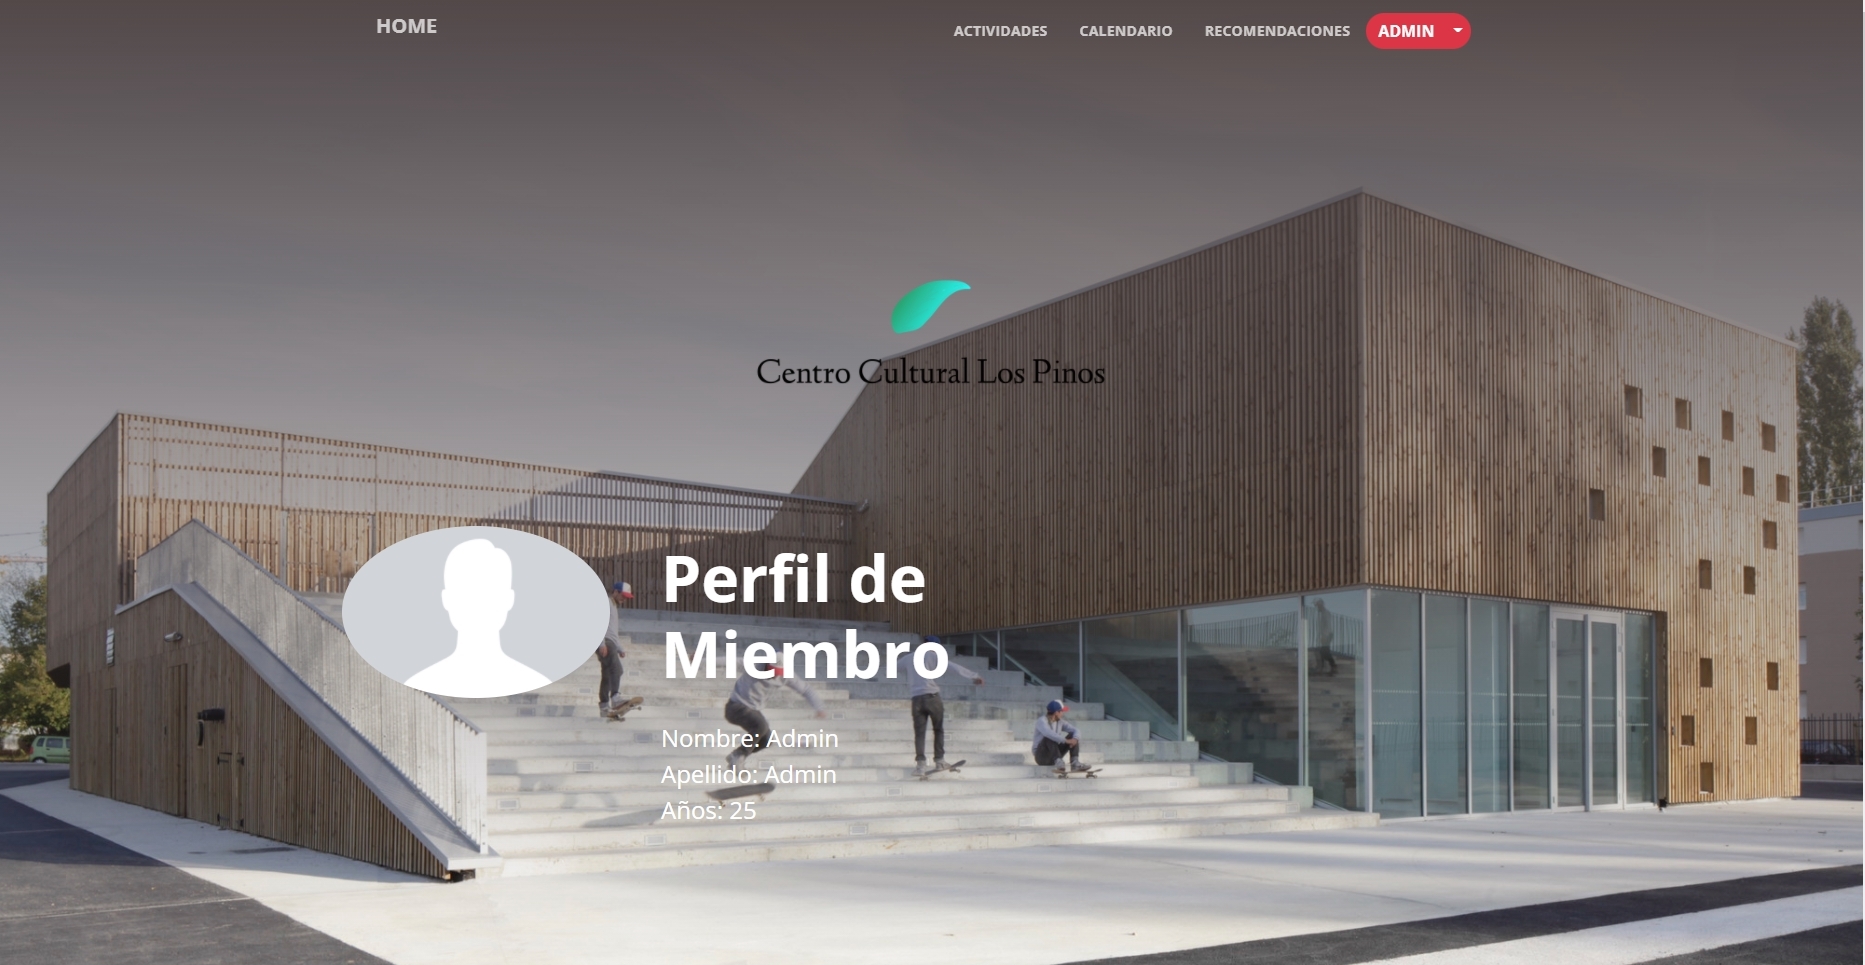 HOME
ACTIVIDADES CALENDARIO RECOMENDACIONES ADMIN
Centro Cultural Los Pinos
Perfil de
Miembro
Nombre: Admin
Apellido: Admin
Años: 25